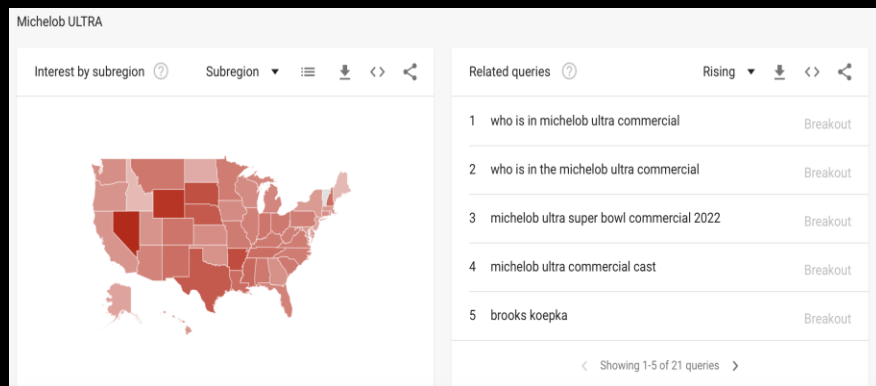 Michelob ULTRA
Interest by subregion
Subregion
Related queries
Rising
1 who is in michelob ultra commercial Breakout
2 who is in the michelob ultra commercial Breakout
3 michelob ultra super bowl commercial 2022 Breakout
4 michelob ultra commercial cast Breakout
5 brooks koepka Breakout
Showing 1-5 of 21 queries